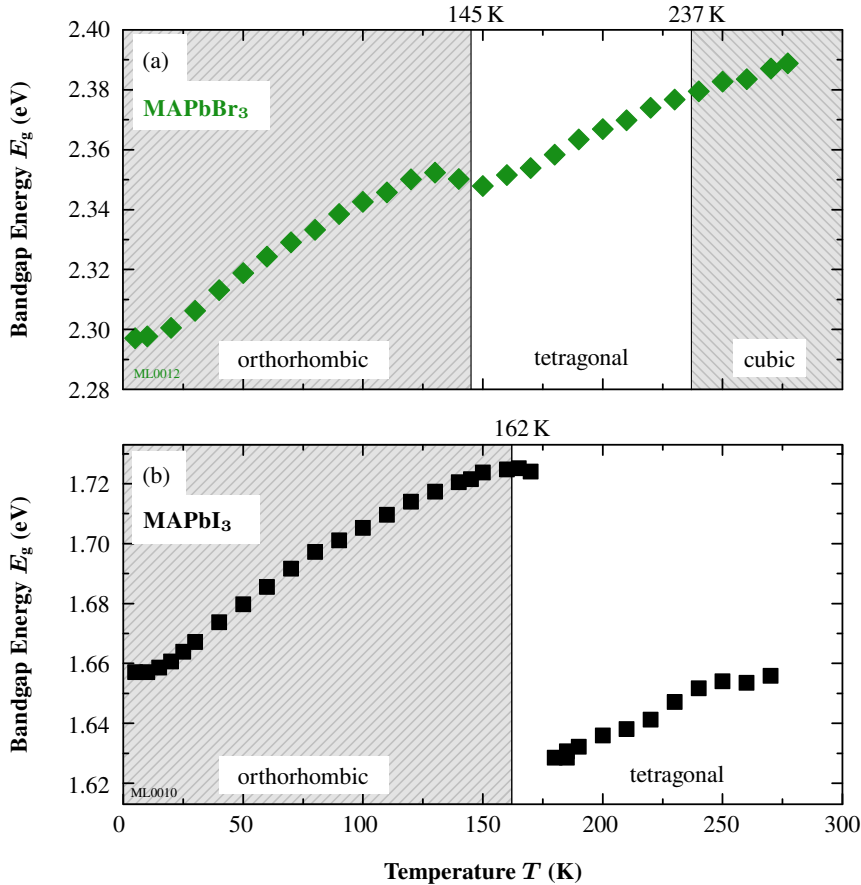 145 K 237 K
2.40
(a)
MAPbBr₃
2.38
2.36
2.34
2.32
2.30
2.28
Bandgap Energy E_g (eV)
orthorhombic tetragonal cubic
ML0012
162 K
(b)
MAPbI₃
1.72
1.70
1.68
1.66
1.64
1.62
Bandgap Energy E_g (eV)
orthorhombic tetragonal
ML0010
0 50 100 150 200 250 300
Temperature T (K)